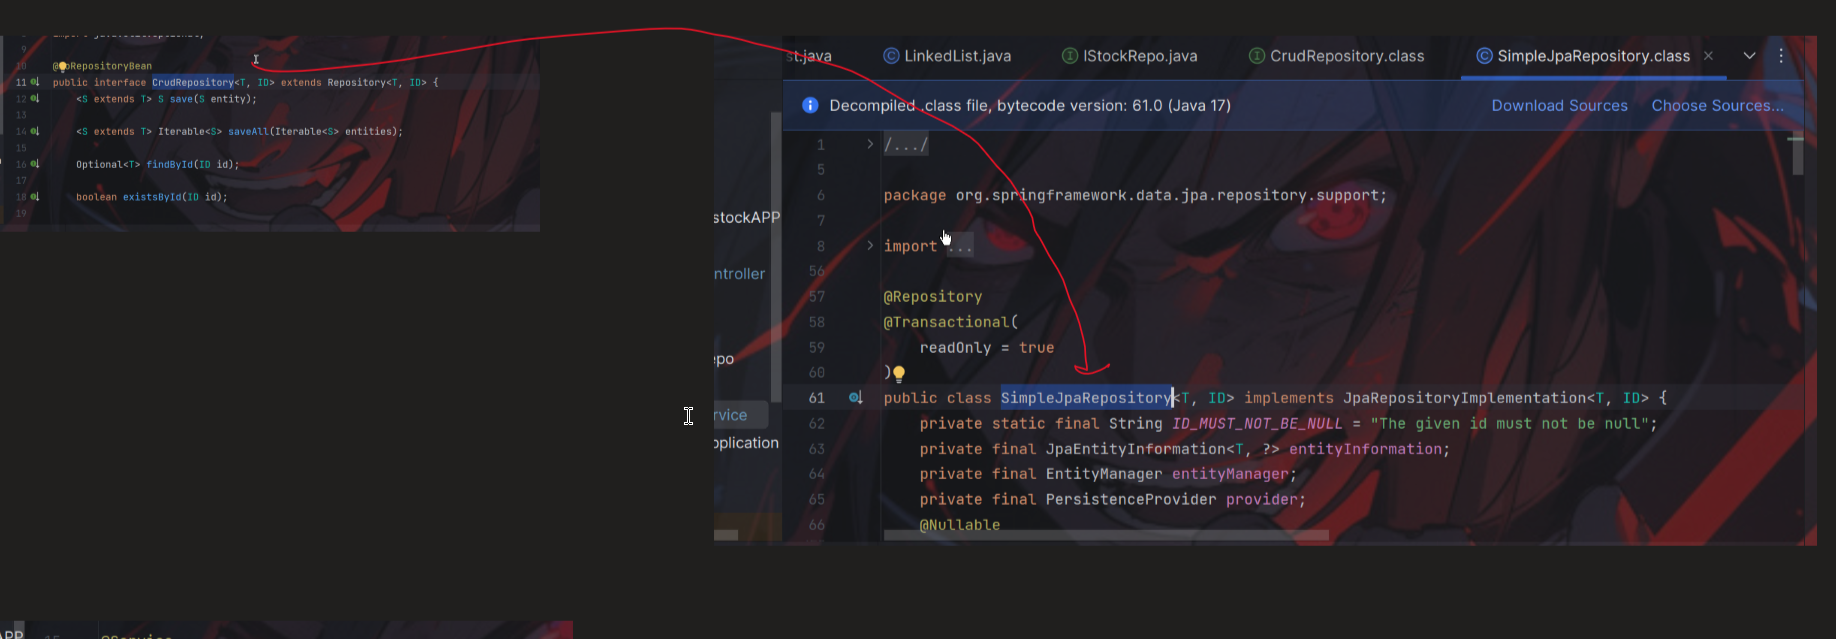 9
10 @NoRepositoryBean
11 public interface CrudRepository<T, ID> extends Repository<T, ID> {
12 <S extends T> S save(S entity);
13
14 <S extends T> Iterable<S> saveAll(Iterable<S> entities);
15
16 Optional<T> findById(ID id);
17
18 boolean existsById(ID id);
19
st.java LinkedList.java IStockRepo.java CrudRepository.class SimpleJpaRepository.class
Decompiled .class file, bytecode version: 61.0 (Java 17) Download Sources Choose Sources...
stockAPP
ntroller
epo
rvice
pplication
1 /.../
5
6 package org.springframework.data.jpa.repository.support;
7
8 import ...
56
57 @Repository
58 @Transactional(
59 readOnly = true
60 )
61 public class SimpleJpaRepository<T, ID> implements JpaRepositoryImplementation<T, ID> {
62 private static final String ID_MUST_NOT_BE_NULL = "The given id must not be null";
63 private final JpaEntityInformation<T, ?> entityInformation;
64 private final EntityManager entityManager;
65 private final PersistenceProvider provider;
66 @Nullable
APP 15 @Service